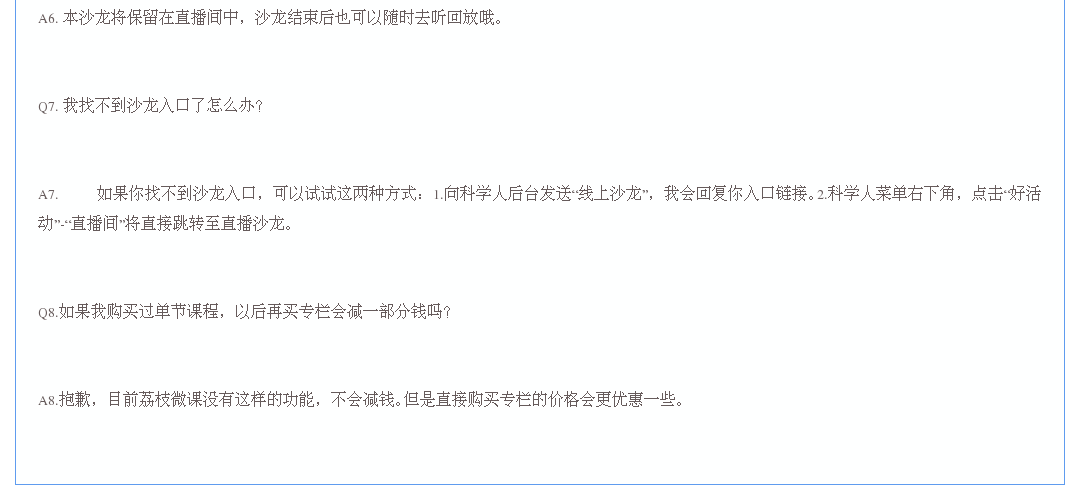 A6. 本沙龙将保留在直播间中，沙龙结束后也可以随时去听回放哦。
Q7. 我找不到沙龙入口了怎么办?
A7. 如果你找不到沙龙入口，可以试试这两种方式：1.向科学人后台发送“线上沙龙”，我会回复你入口链接。2.科学人菜单右下角，点击“好活
动”-“直播间”将直接跳转至直播沙龙。
Q8.如果我购买过单节课程，以后再买专栏会减一部分钱吗?
A8.抱歉，目前荔枝微课没有这样的功能，不会减钱。但是直接购买专栏的价格会更优惠一些。